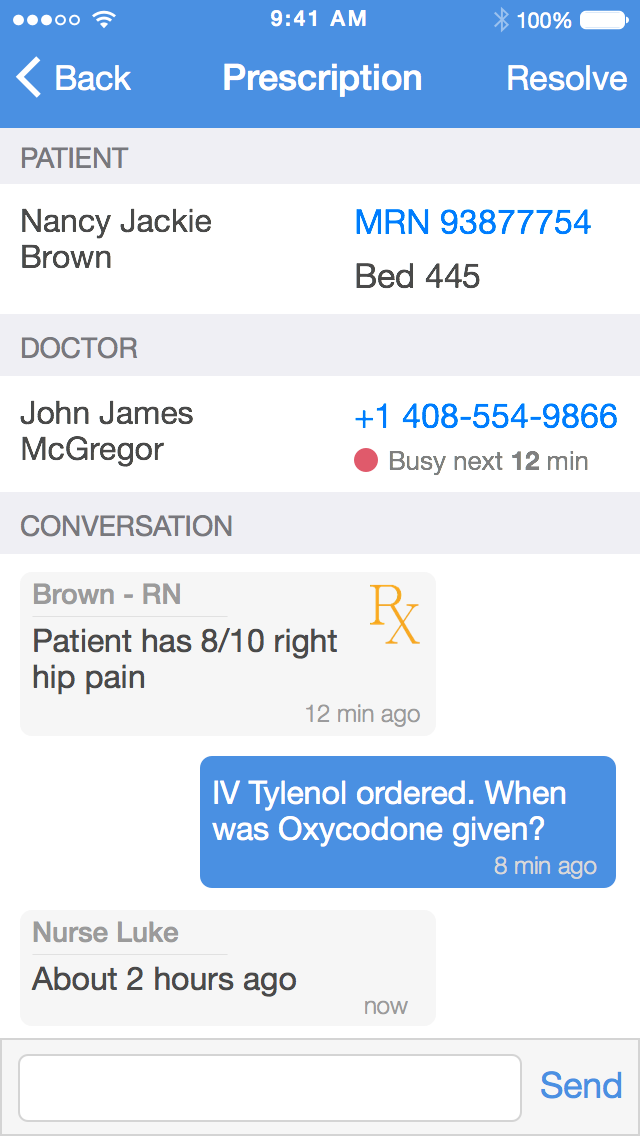 9:41 AM
100%
Back
Prescription
Resolve
PATIENT
Nancy Jackie
Brown
MRN 93877754
Bed 445
DOCTOR
John James
McGregor
+1 408-554-9866
Busy next 12 min
CONVERSATION
Brown - RN
Rx
Patient has 8/10 right
hip pain
12 min ago
IV Tylenol ordered. When
was Oxycodone given?
8 min ago
Nurse Luke
About 2 hours ago
now
Send